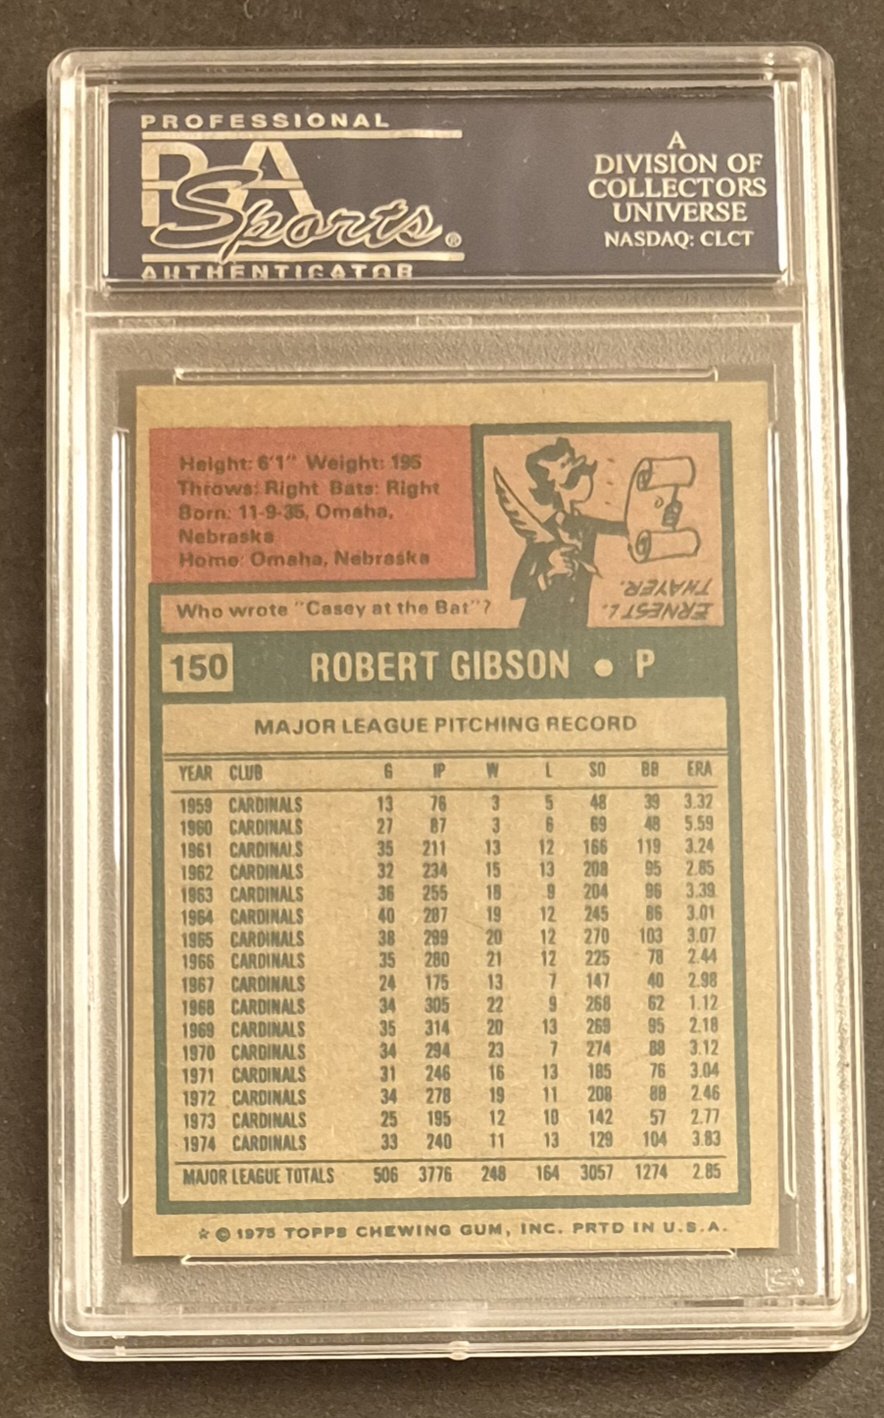 PROFESSIONAL
PSA
Sports®
AUTHENTICATOR
A
DIVISION OF
COLLECTORS
UNIVERSE
NASDAQ: CLCT
Height: 6'1" Weight: 195
Throws: Right Bats: Right
Born: 11-9-35, Omaha,
Nebraska
Home: Omaha, Nebraska
Who wrote "Casey at the Bat"?
ERNEST L.
THAYER.
150 ROBERT GIBSON • P
MAJOR LEAGUE PITCHING RECORD
YEAR CLUB G IP W L SO BB ERA
1959 CARDINALS 13 76 3 5 48 39 3.32
1960 CARDINALS 27 87 3 6 69 48 5.59
1961 CARDINALS 35 211 13 12 166 119 3.24
1962 CARDINALS 32 234 15 13 208 95 2.85
1963 CARDINALS 36 255 18 9 204 96 3.39
1964 CARDINALS 40 287 19 12 245 86 3.01
1965 CARDINALS 38 299 20 12 270 103 3.07
1966 CARDINALS 35 280 21 12 225 78 2.44
1967 CARDINALS 24 175 13 7 147 40 2.98
1968 CARDINALS 34 305 22 9 268 62 1.12
1969 CARDINALS 35 314 20 13 269 95 2.18
1970 CARDINALS 34 294 23 7 274 88 3.12
1971 CARDINALS 31 246 16 13 185 76 3.04
1972 CARDINALS 34 278 19 11 208 88 2.46
1973 CARDINALS 25 195 12 10 142 57 2.77
1974 CARDINALS 33 240 11 13 129 104 3.83
MAJOR LEAGUE TOTALS 506 3776 248 164 3057 1274 2.85
☆ © 1975 TOPPS CHEWING GUM, INC. PRTD IN U.S.A.